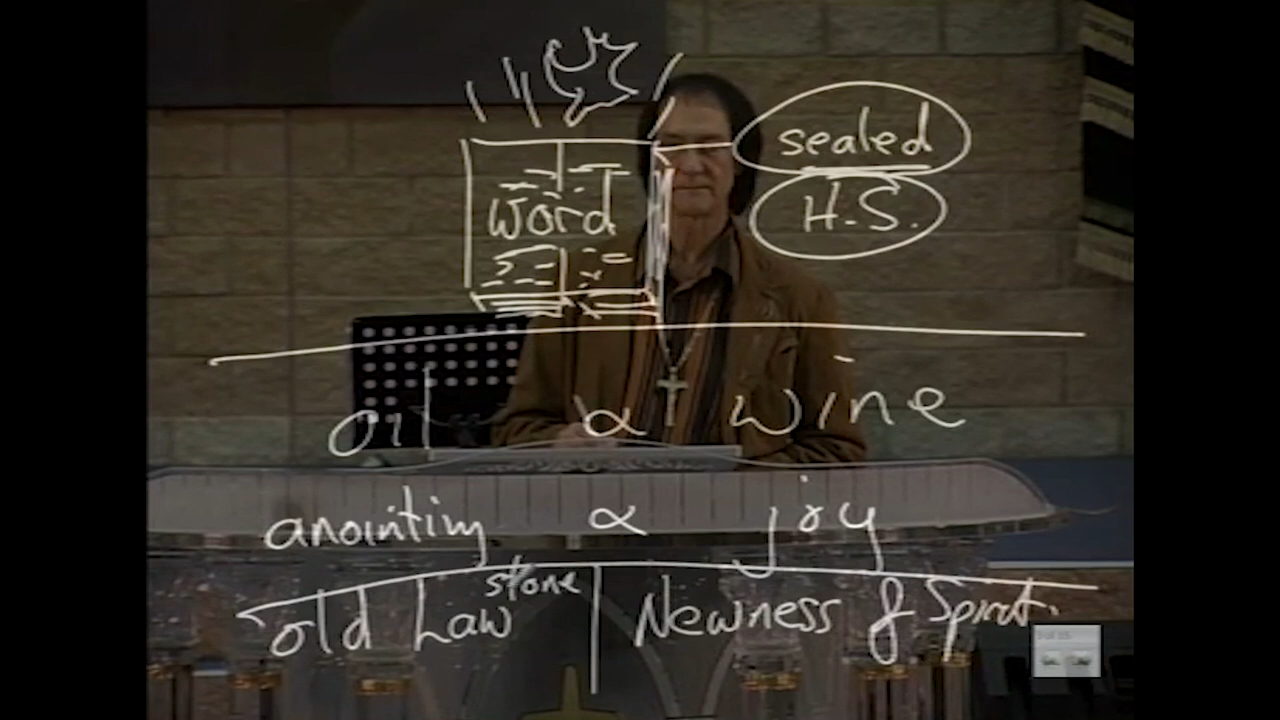 sealed
Word
H.S.
oil & wine
anointing & joy
stone
old Law Newness of Spirit